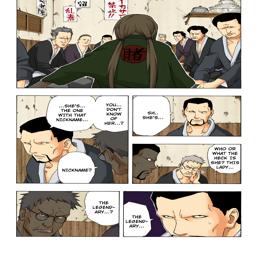 賭
SH..
SHE'S...
YOU...
DON'T
KNOW
OF
HER...?
...SHE'S...
THE ONE
WITH THAT
NICKNAME...
WHO OR
WHAT THE
HECK IS
SHE? THIS
LADY...
NICKNAME?
THE
LEGEND-
ARY...
THE
LEGEND-
ARY...?